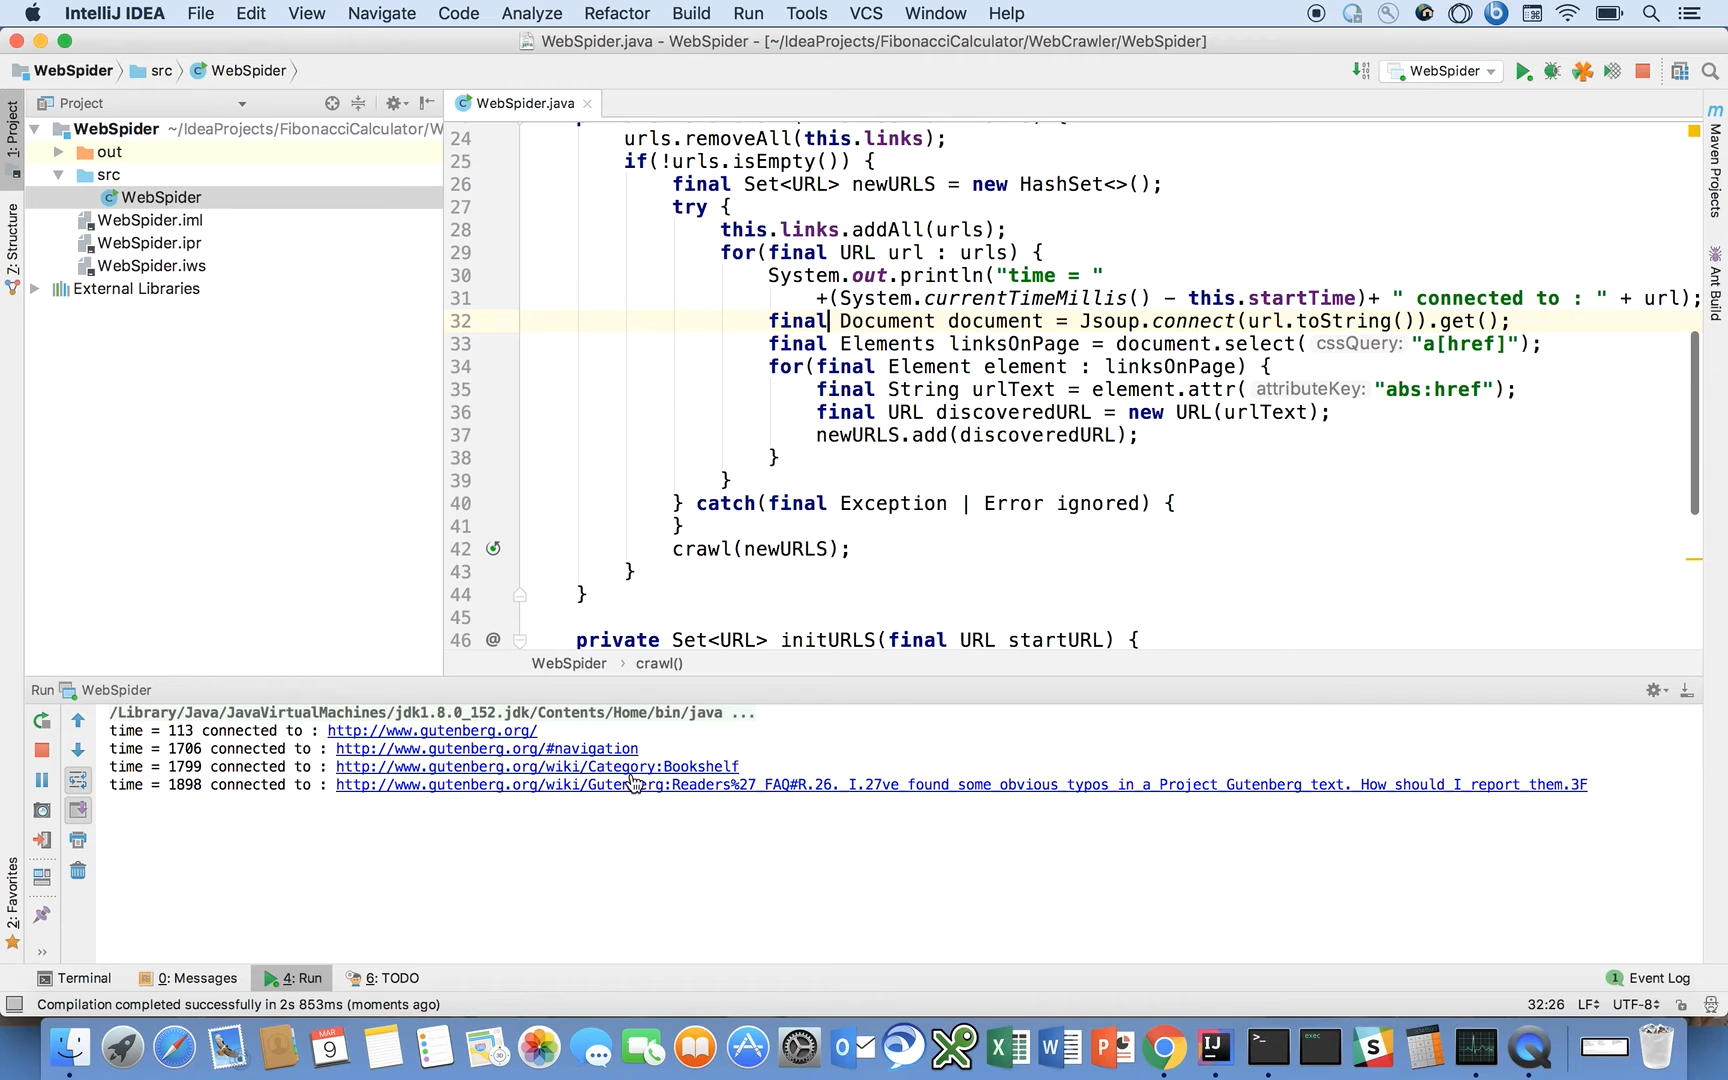 IntelliJ IDEA File Edit View Navigate Code Analyze Refactor Build Run Tools VCS Window Help
WebSpider.java - WebSpider - [~/IdeaProjects/FibonacciCalculator/WebCrawler/WebSpider]
WebSpider src WebSpider WebSpider
Project WebSpider.java
WebSpider ~/IdeaProjects/FibonacciCalculator/W
out
src
WebSpider
WebSpider.iml
WebSpider.ipr
WebSpider.iws
External Libraries
1: Project
7: Structure
2: Favorites
24 urls.removeAll(this.links);
25 if(!urls.isEmpty()) {
26 final Set<URL> newURLS = new HashSet<>();
27 try {
28 this.links.addAll(urls);
29 for(final URL url : urls) {
30 System.out.println("time = "
31 +(System.currentTimeMillis() - this.startTime)+ " connected to : " + url);
32 final Document document = Jsoup.connect(url.toString()).get();
33 final Elements linksOnPage = document.select( cssQuery: "a[href]");
34 for(final Element element : linksOnPage) {
35 final String urlText = element.attr( attributeKey: "abs:href");
36 final URL discoveredURL = new URL(urlText);
37 newURLS.add(discoveredURL);
38 }
39 }
40 } catch(final Exception | Error ignored) {
41 }
42 crawl(newURLS);
43 }
44 }
45
46 @ private Set<URL> initURLS(final URL startURL) {
WebSpider › crawl()
Maven Projects
Ant Build
Run WebSpider
/Library/Java/JavaVirtualMachines/jdk1.8.0_152.jdk/Contents/Home/bin/java ...
time = 113 connected to : http://www.gutenberg.org/
time = 1706 connected to : http://www.gutenberg.org/#navigation
time = 1799 connected to : http://www.gutenberg.org/wiki/Category:Bookshelf
time = 1898 connected to : http://www.gutenberg.org/wiki/Gutenberg:Readers%27_FAQ#R.26._I.27ve_found_some_obvious_typos_in_a_Project_Gutenberg_text._How_should_I_report_them.3F
Terminal 0: Messages 4: Run 6: TODO 1 Event Log
Compilation completed successfully in 2s 853ms (moments ago) 32:26 LF UTF-8
MAR
9
exec